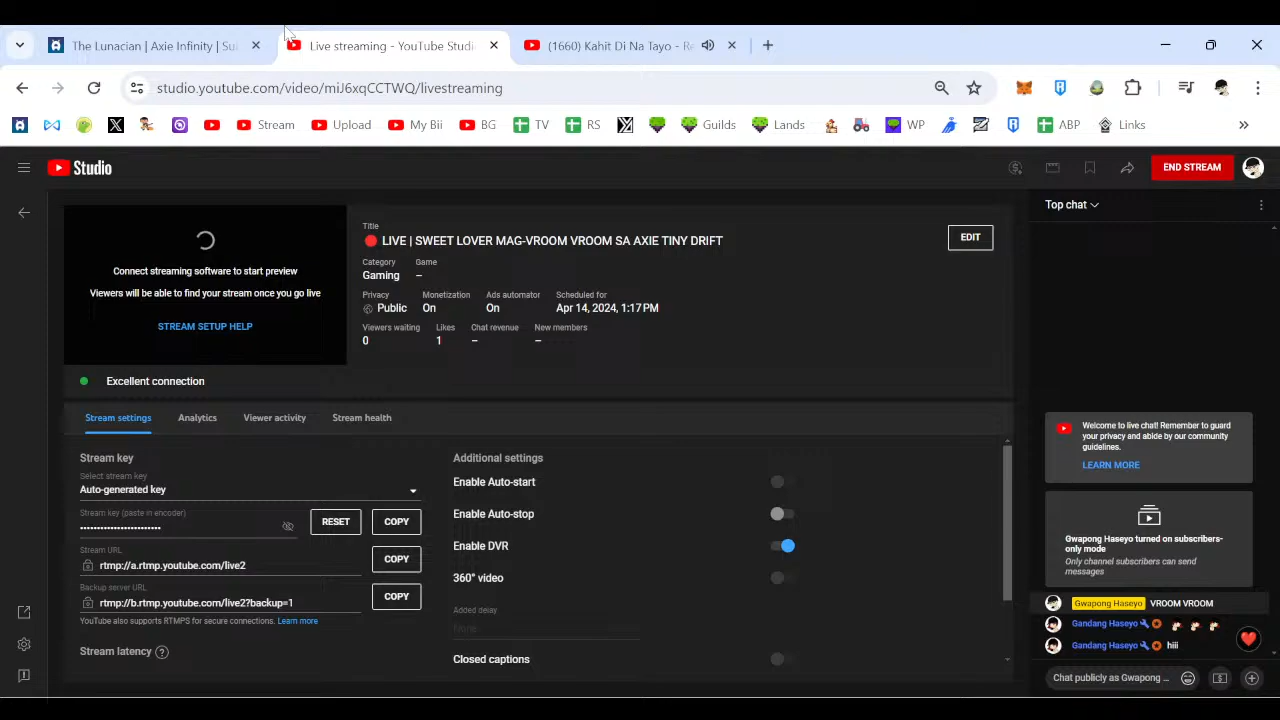 The Lunacian | Axie Infinity | Su
Live streaming - YouTube Studi
(1660) Kahit Di Na Tayo - Re
studio.youtube.com/video/miJ6xqCCTWQ/livestreaming
Stream
Upload
My Bii
BG
TV
RS
Guilds
Lands
WP
ABP
Links
Studio
END STREAM
Top chat
Connect streaming software to start preview
Viewers will be able to find your stream once you go live
STREAM SETUP HELP
Title
LIVE | SWEET LOVER MAG-VROOM VROOM SA AXIE TINY DRIFT
EDIT
Category Game
Gaming –
Privacy Monetization Ads automator Scheduled for
Public On On Apr 14, 2024, 1:17 PM
Viewers waiting Likes Chat revenue New members
0 1 – –
Excellent connection
Stream settings Analytics Viewer activity Stream health
Stream key
Select stream key
Auto-generated key
Stream key (paste in encoder)
RESET COPY
Stream URL
rtmp://a.rtmp.youtube.com/live2
COPY
Backup server URL
rtmp://b.rtmp.youtube.com/live2?backup=1
COPY
YouTube also supports RTMPS for secure connections. Learn more
Stream latency
Additional settings
Enable Auto-start
Enable Auto-stop
Enable DVR
360° video
Added delay
None
Closed captions
Welcome to live chat! Remember to guard
your privacy and abide by our community
guidelines.
LEARN MORE
Gwapong Haseyo turned on subscribers-
only mode
Only channel subscribers can send
messages
Gwapong Haseyo VROOM VROOM
Gandang Haseyo
Gandang Haseyo hiii
Chat publicly as Gwapong ...